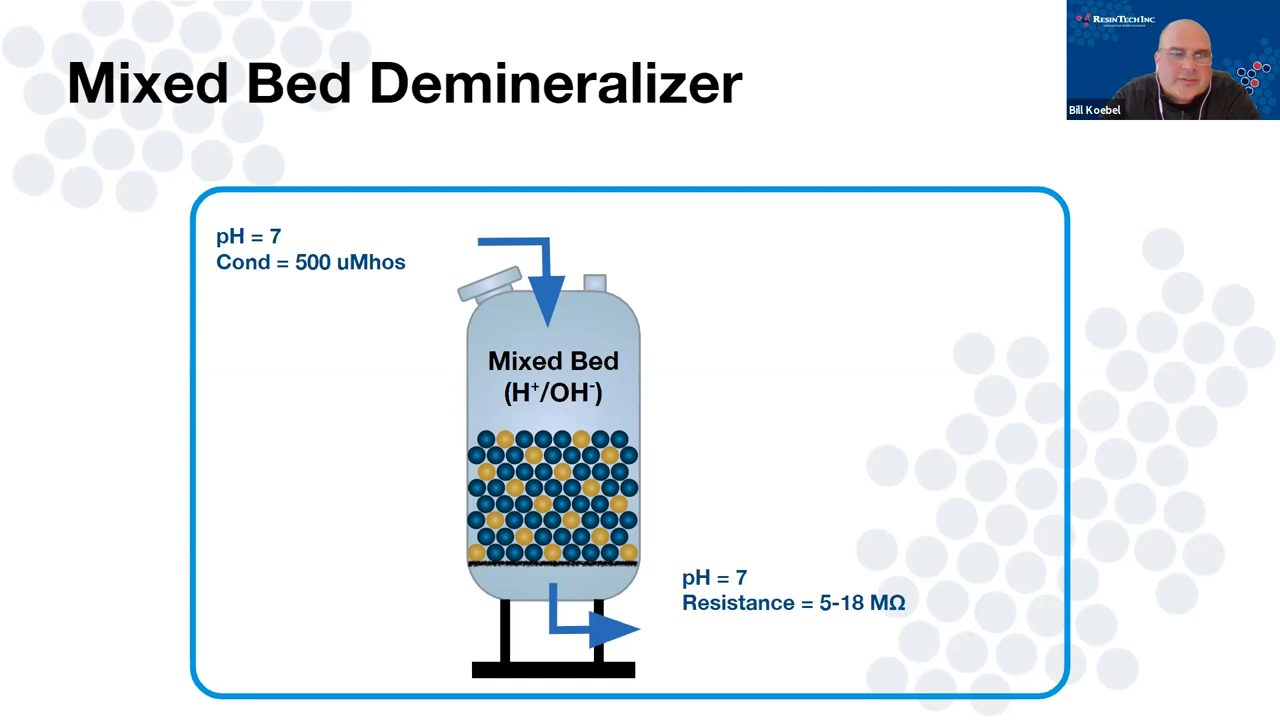 Mixed Bed Demineralizer
RESINTECH INC
Bill Koebel
pH = 7
Cond = 500 uMhos
Mixed Bed
(H⁺/OH⁻)
pH = 7
Resistance = 5-18 MΩ